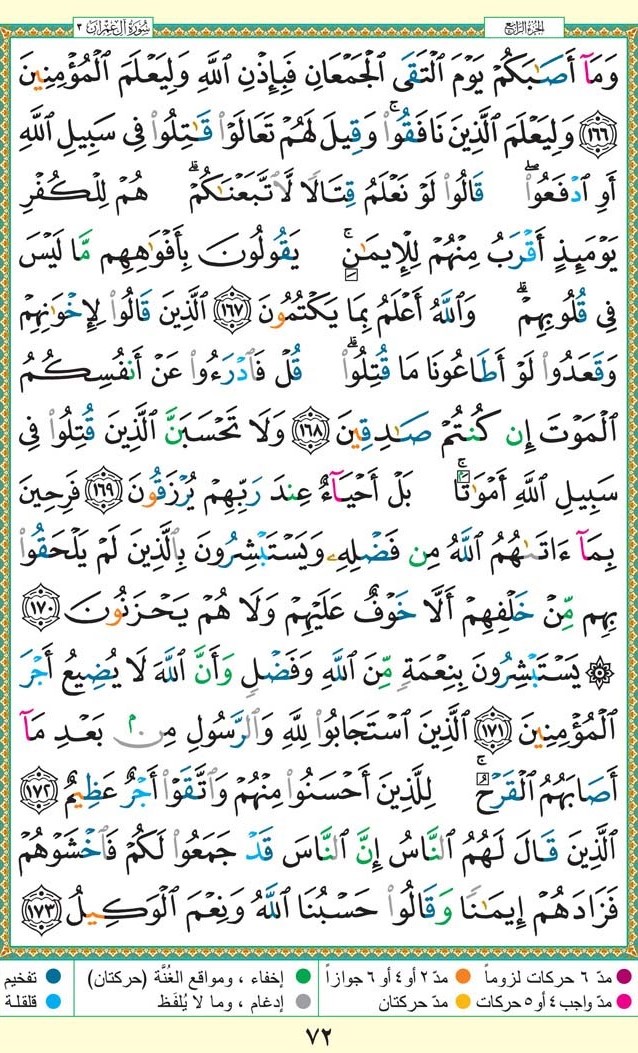 الجزء الرابع
سورة آل عمران ٣
وَمَآ أَصَٰبَكُمْ يَوْمَ ٱلْتَقَى ٱلْجَمْعَانِ فَبِإِذْنِ ٱللَّهِ وَلِيَعْلَمَ ٱلْمُؤْمِنِينَ
١٦٦ وَلِيَعْلَمَ ٱلَّذِينَ نَافَقُوا۟ۚ وَقِيلَ لَهُمْ تَعَالَوْا۟ قَٰتِلُوا۟ فِى سَبِيلِ ٱللَّهِ
أَوِ ٱدْفَعُوا۟ۖ قَالُوا۟ لَوْ نَعْلَمُ قِتَالًا لَّٱتَّبَعْنَٰكُمْۗ هُمْ لِلْكُفْرِ
يَوْمَئِذٍ أَقْرَبُ مِنْهُمْ لِلْإِيمَٰنِۚ يَقُولُونَ بِأَفْوَٰهِهِم مَّا لَيْسَ
فِى قُلُوبِهِمْۗ وَٱللَّهُ أَعْلَمُ بِمَا يَكْتُمُونَ ١٦٧ ٱلَّذِينَ قَالُوا۟ لِإِخْوَٰنِهِمْ
وَقَعَدُوا۟ لَوْ أَطَاعُونَا مَا قُتِلُوا۟ۗ قُلْ فَٱدْرَءُوا۟ عَنْ أَنفُسِكُمُ
ٱلْمَوْتَ إِن كُنتُمْ صَٰدِقِينَ ١٦٨ وَلَا تَحْسَبَنَّ ٱلَّذِينَ قُتِلُوا۟ فِى
سَبِيلِ ٱللَّهِ أَمْوَٰتًۢاۚ بَلْ أَحْيَآءٌ عِندَ رَبِّهِمْ يُرْزَقُونَ ١٦٩ فَرِحِينَ
بِمَآ ءَاتَىٰهُمُ ٱللَّهُ مِن فَضْلِهِۦ وَيَسْتَبْشِرُونَ بِٱلَّذِينَ لَمْ يَلْحَقُوا۟
بِهِم مِّنْ خَلْفِهِمْ أَلَّا خَوْفٌ عَلَيْهِمْ وَلَا هُمْ يَحْزَنُونَ ١٧٠
۞ يَسْتَبْشِرُونَ بِنِعْمَةٍ مِّنَ ٱللَّهِ وَفَضْلٍ وَأَنَّ ٱللَّهَ لَا يُضِيعُ أَجْرَ
ٱلْمُؤْمِنِينَ ١٧١ ٱلَّذِينَ ٱسْتَجَابُوا۟ لِلَّهِ وَٱلرَّسُولِ مِنۢ بَعْدِ مَآ
أَصَابَهُمُ ٱلْقَرْحُۚ لِلَّذِينَ أَحْسَنُوا۟ مِنْهُمْ وَٱتَّقَوْا۟ أَجْرٌ عَظِيمٌ ١٧٢
ٱلَّذِينَ قَالَ لَهُمُ ٱلنَّاسُ إِنَّ ٱلنَّاسَ قَدْ جَمَعُوا۟ لَكُمْ فَٱخْشَوْهُمْ
فَزَادَهُمْ إِيمَٰنًا وَقَالُوا۟ حَسْبُنَا ٱللَّهُ وَنِعْمَ ٱلْوَكِيلُ ١٧٣
مدّ ٦ حركات لزوماً مدّ ٢ أو ٤ أو ٦ جوازاً إخفاء ، ومواقع الغُنَّة (حركتان) تفخيم
مدّ واجب ٤ أو ٥ حركات مدّ حركتان إدغام ، وما لا يُلفَظ قلقلة
٧٢